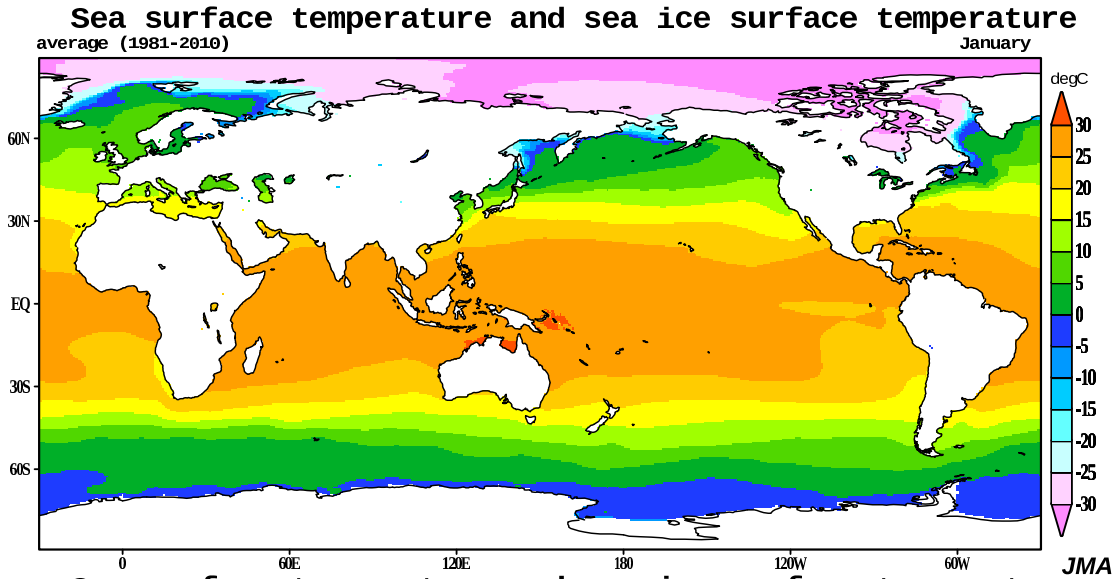 Sea surface temperature and sea ice surface temperature
average (1981-2010) January
degC
30
25
20
15
10
5
0
-5
-10
-15
-20
-25
-30
60N
30N
EQ
30S
60S
0 60E 120E 180 120W 60W
JMA